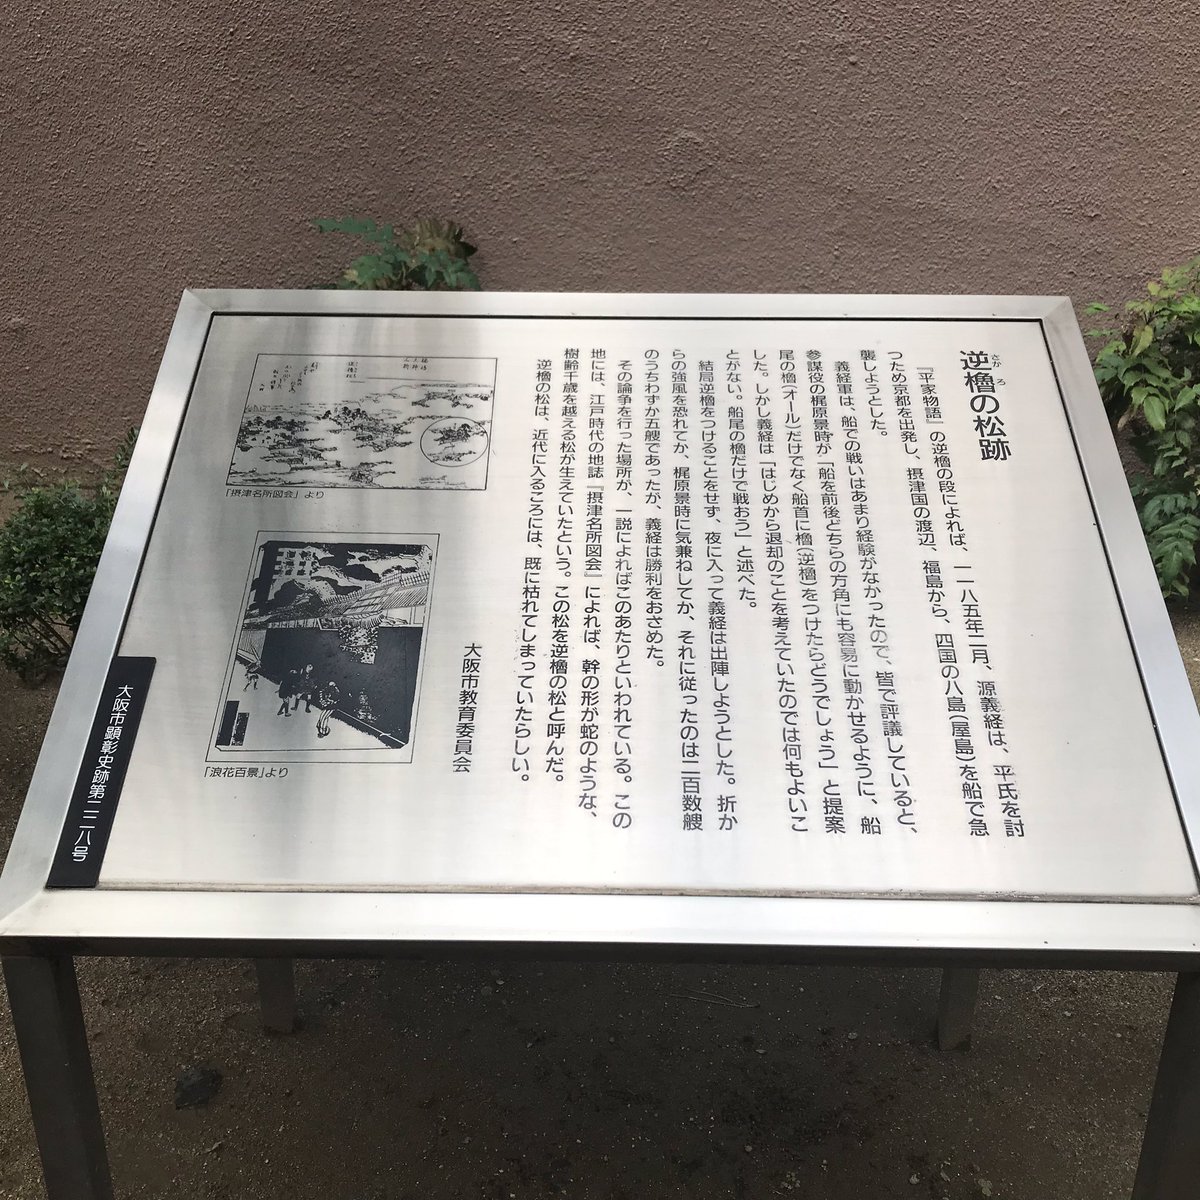 逆櫓の松跡
さかろ
『平家物語』の逆櫓の段によれば、一一八五年二月、源義経は、平氏を討
つため京都を出発し、摂津国の渡辺、福島から、四国の八島(屋島)を船で急
襲しようとした。
義経軍は、船での戦いはあまり経験がなかったので、皆で評議していると、
参謀役の梶原景時が「船を前後どちらの方角にも容易に動かせるように、船
尾の櫓(オール)だけでなく船首に櫓(逆櫓)をつけたらどうでしょう」と提案
した。しかし義経は「はじめから退却のことを考えていたのでは何もよいこ
とがない。船尾の櫓だけで戦おう」と述べた。
結局逆櫓をつけることをせず、夜に入って義経は出陣しようとした。折か
らの強風を恐れてか、梶原景時に気兼ねしてか、それに従ったのは二百数艘
のうちわずか五艘であったが、義経は勝利をおさめた。
その論争を行った場所が、一説によればこのあたりといわれている。この
地には、江戸時代の地誌『摂津名所図会』によれば、幹の形が蛇のような、
樹齢千歳を越える松が生えていたという。この松を逆櫓の松と呼んだ。
逆櫓の松は、近代に入るころには、既に枯れてしまっていたらしい。
大阪市教育委員会
「摂津名所図会」より
「浪花百景」より
大阪市顕彰史跡第二二八号